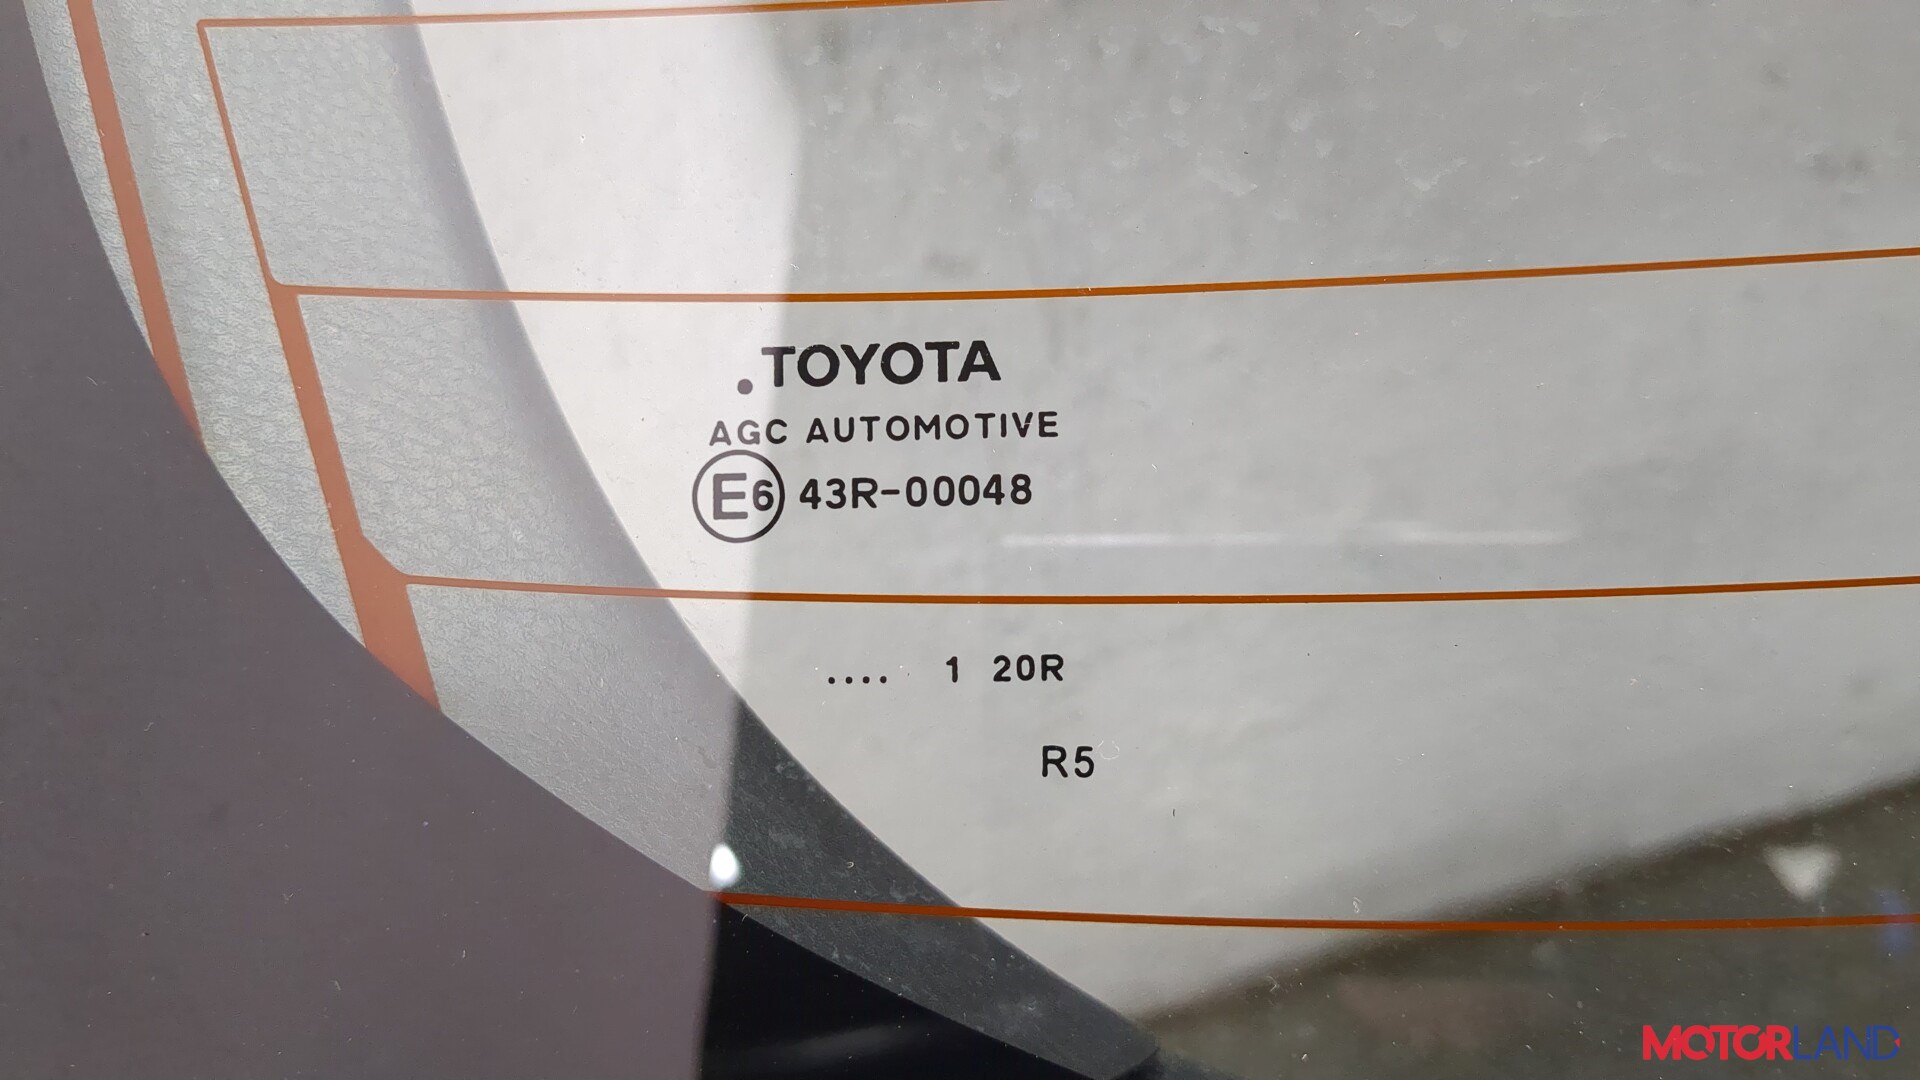 .TOYOTA
AGC AUTOMOTIVE
E6 43R-00048
.... 1 20R
R5
MOTORLAND